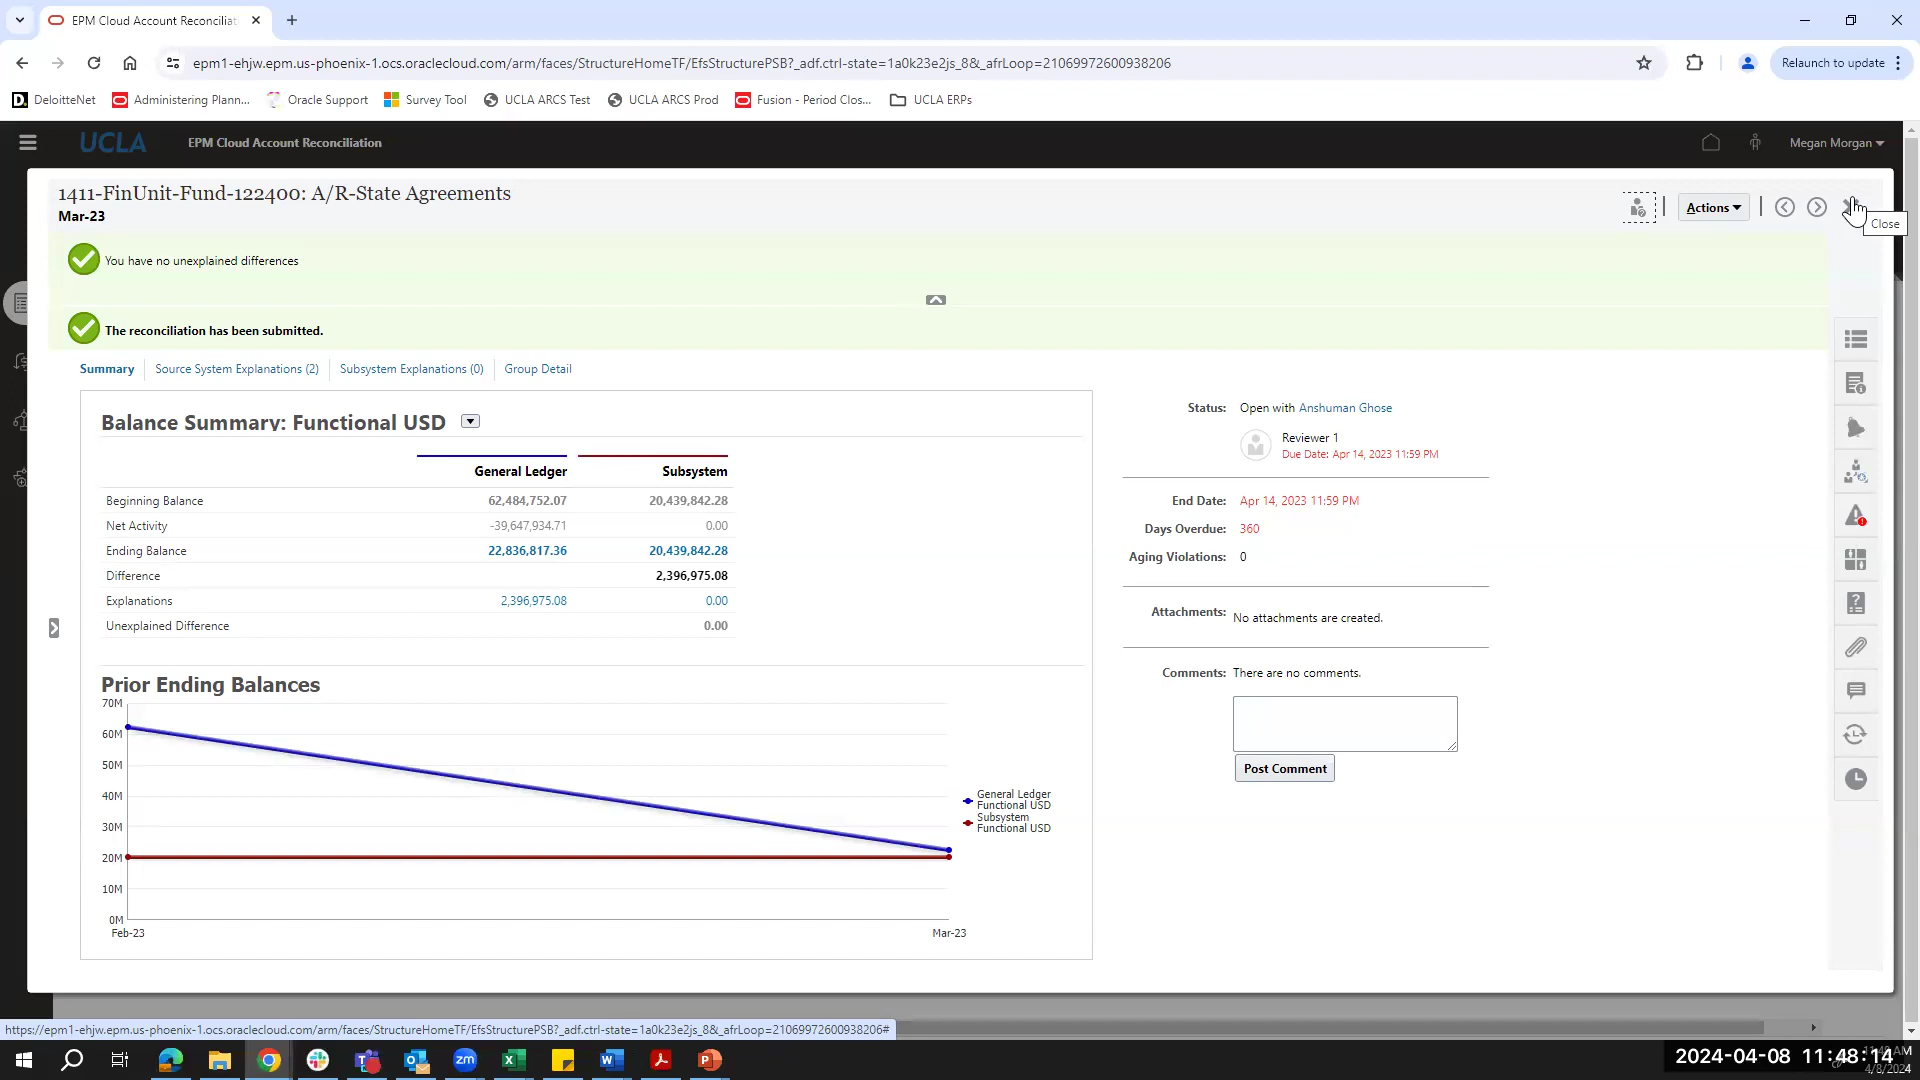 EPM Cloud Account Reconciliat
epm1-ehjw.epm.us-phoenix-1.ocs.oraclecloud.com/arm/faces/StructureHomeTF/EfsStructurePSB?_adf.ctrl-state=1a0k23e2js_8&_afrLoop=21069972600938206
Relaunch to update
DeloitteNet
Administering Plann...
Oracle Support
Survey Tool
UCLA ARCS Test
UCLA ARCS Prod
Fusion - Period Clos...
UCLA ERPs
UCLA
EPM Cloud Account Reconciliation
Megan Morgan
1411-FinUnit-Fund-122400: A/R-State Agreements
Mar-23
Actions
Close
You have no unexplained differences
The reconciliation has been submitted.
Summary
Source System Explanations (2)
Subsystem Explanations (0)
Group Detail
Balance Summary: Functional USD
General Ledger Subsystem
Beginning Balance 62,484,752.07 20,439,842.28
Net Activity -39,647,934.71 0.00
Ending Balance 22,836,817.36 20,439,842.28
Difference 2,396,975.08
Explanations 2,396,975.08 0.00
Unexplained Difference 0.00
Prior Ending Balances
70M
60M
50M
40M
30M
20M
10M
0M
Feb-23
Mar-23
General Ledger
Functional USD
Subsystem
Functional USD
Status: Open with Anshuman Ghose
Reviewer 1
Due Date: Apr 14, 2023 11:59 PM
End Date: Apr 14, 2023 11:59 PM
Days Overdue: 360
Aging Violations: 0
Attachments: No attachments are created.
Comments: There are no comments.
Post Comment
https://epm1-ehjw.epm.us-phoenix-1.ocs.oraclecloud.com/arm/faces/StructureHomeTF/EfsStructurePSB?_adf.ctrl-state=1a0k23e2js_8&_afrLoop=21069972600938206#
2024-04-08 11:48:14
4/8/2024